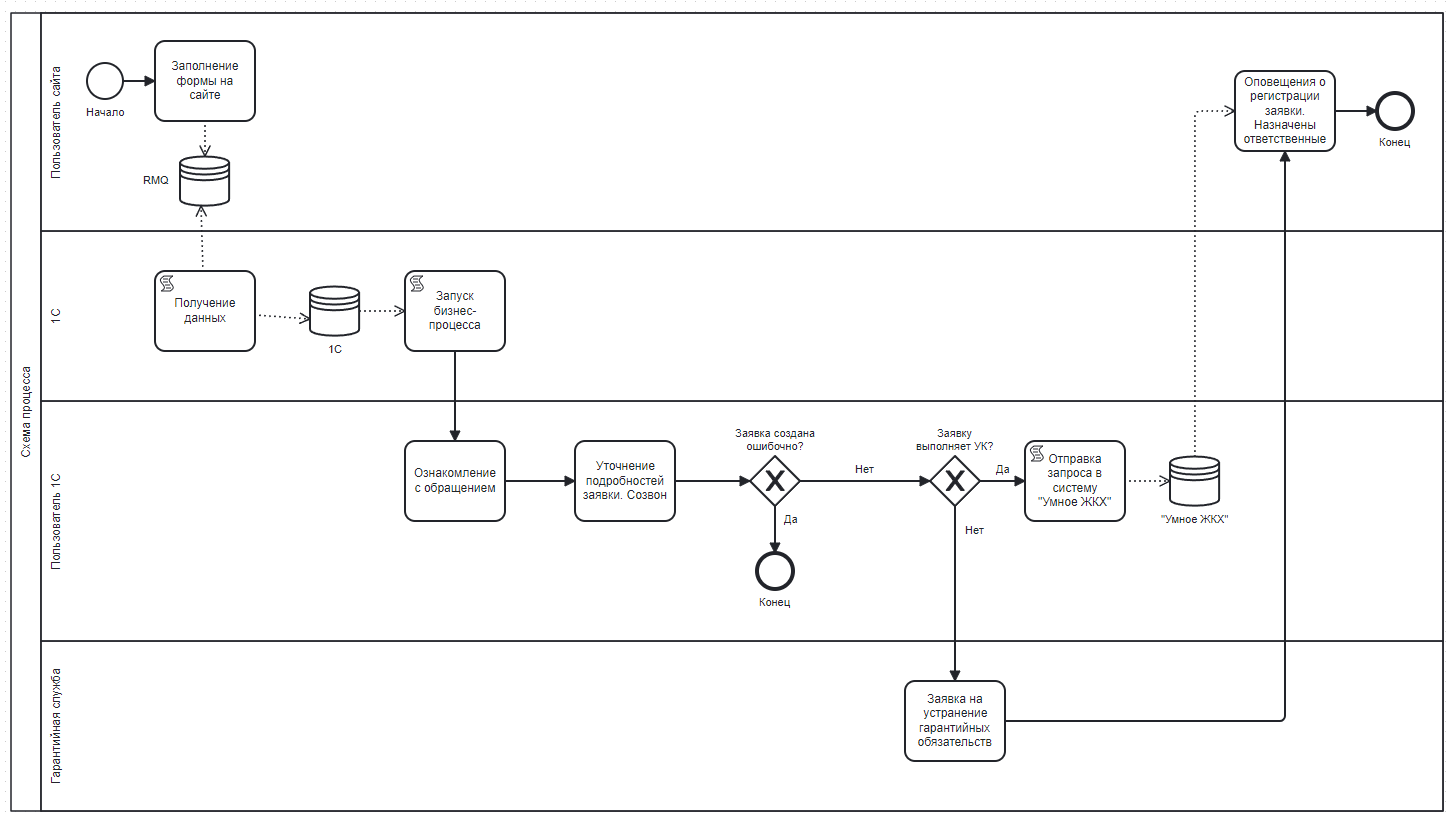 Схема процесса
Пользователь сайта
Начало
Заполнение
формы на
сайте
RMQ
Оповещения о
регистрации
заявки.
Назначены
ответственные
Конец
1С
Получение
данных
1С
Запуск
бизнес-
процесса
Пользователь 1С
Ознакомление
с обращением
Уточнение
подробностей
заявки. Созвон
Заявка создана
ошибочно?
Нет
Да
Конец
Заявку
выполняет УК?
Да
Нет
Отправка
запроса в
систему
"Умное ЖКХ"
"Умное ЖКХ"
Гарантийная служба
Заявка на
устранение
гарантийных
обязательств